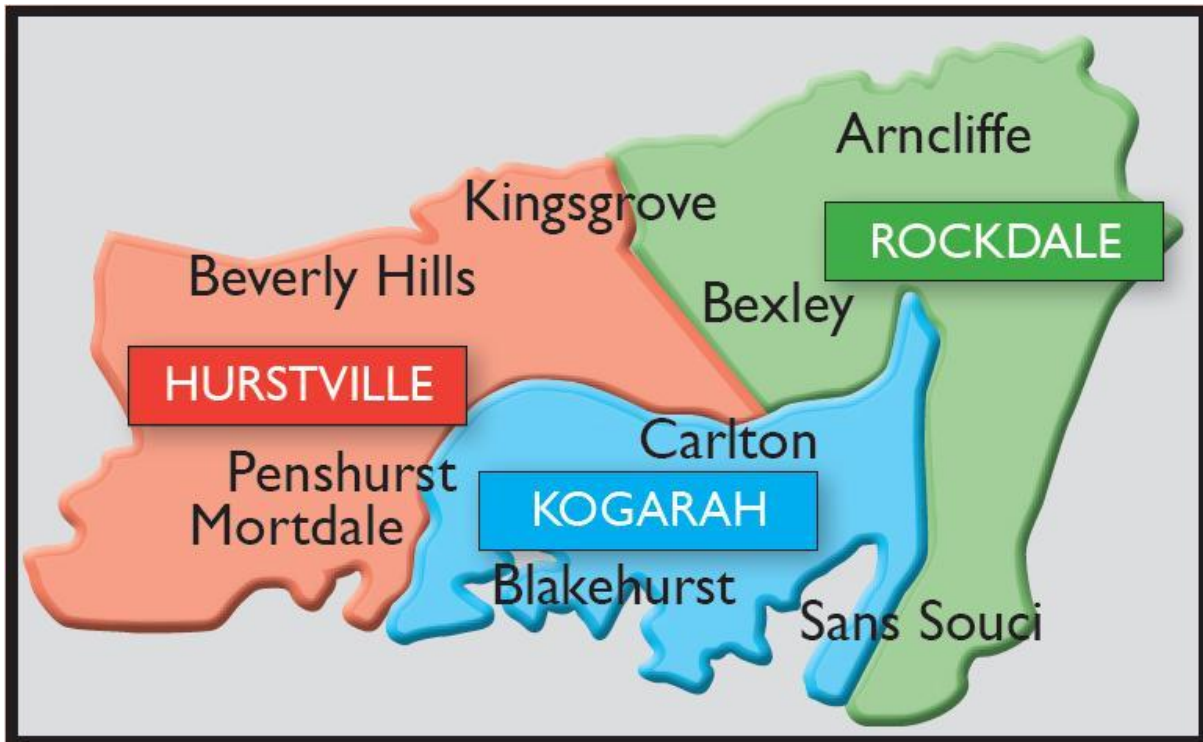 Arncliffe
Kingsgrove
ROCKDALE
Beverly Hills
Bexley
HURSTVILLE
Carlton
Penshurst
KOGARAH
Mortdale
Blakehurst
Sans Souci